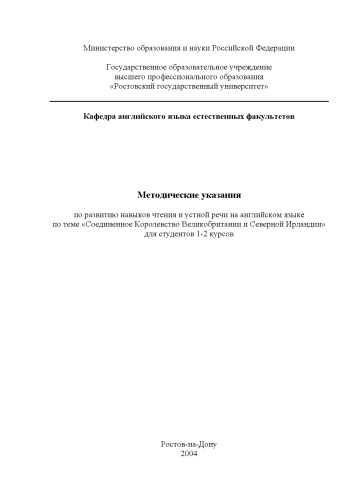 Министерство образования и науки Российской Федерации
Государственное образовательное учреждение
высшего профессионального образования
«Ростовский государственный университет»
Кафедра английского языка естественных факультетов
Методические указания
по развитию навыков чтения и устной речи на английском языке
по теме «Соединенное Королевство Великобритании и Северной Ирландии»
для студентов 1-2 курсов
Ростов-на-Дону
2004